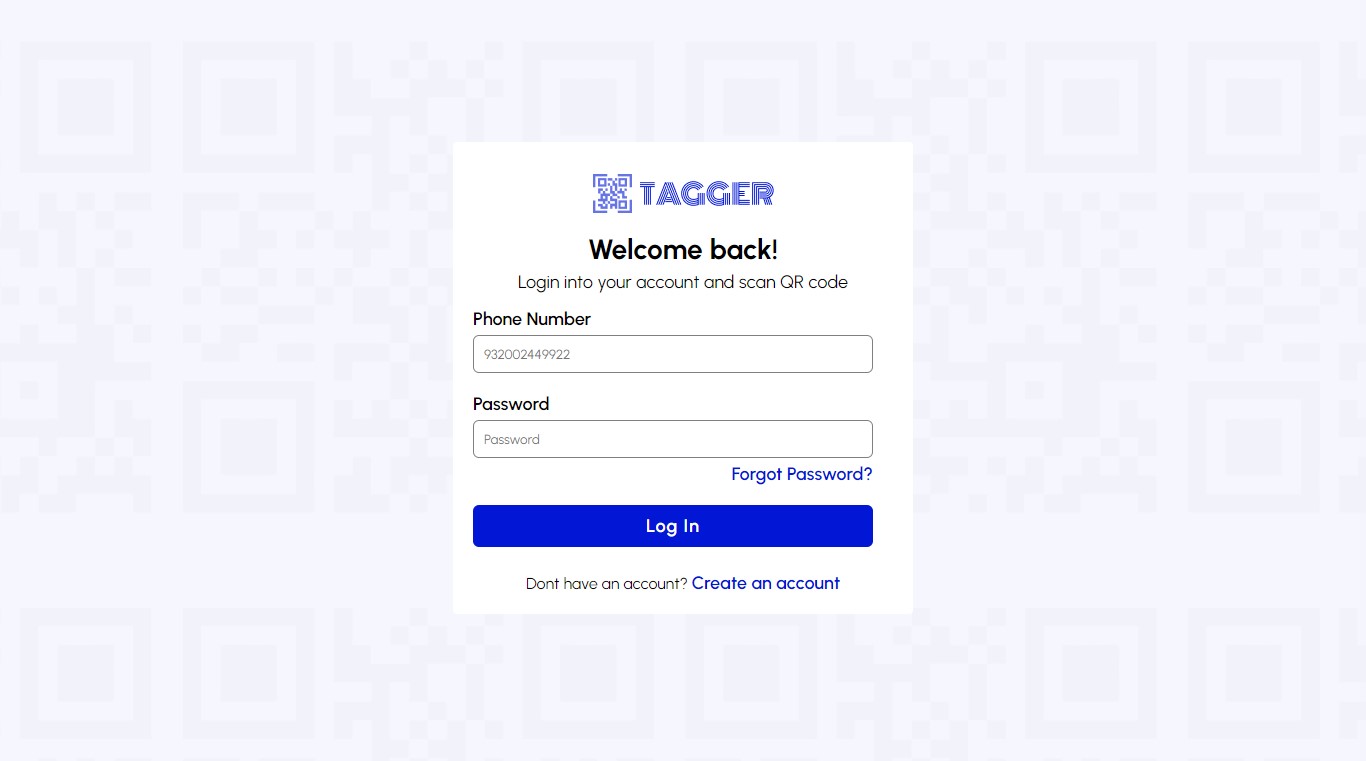 TAGGER
Welcome back!
Login into your account and scan QR code
Phone Number
932002449922
Password
Password
Forgot Password?
Log In
Dont have an account? Create an account